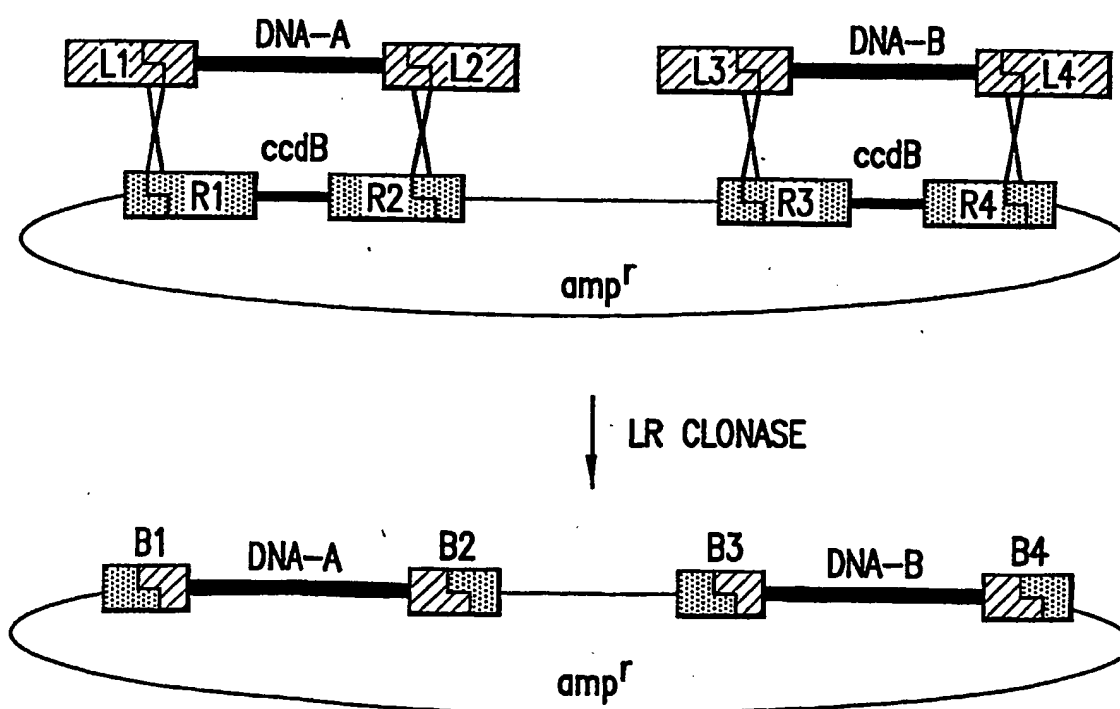 DNA-A DNA-B
L1 L2 L3 L4
ccdB ccdB
R1 R2 R3 R4
amp^r
LR CLONASE
B1 DNA-A B2 B3 DNA-B B4
amp^r